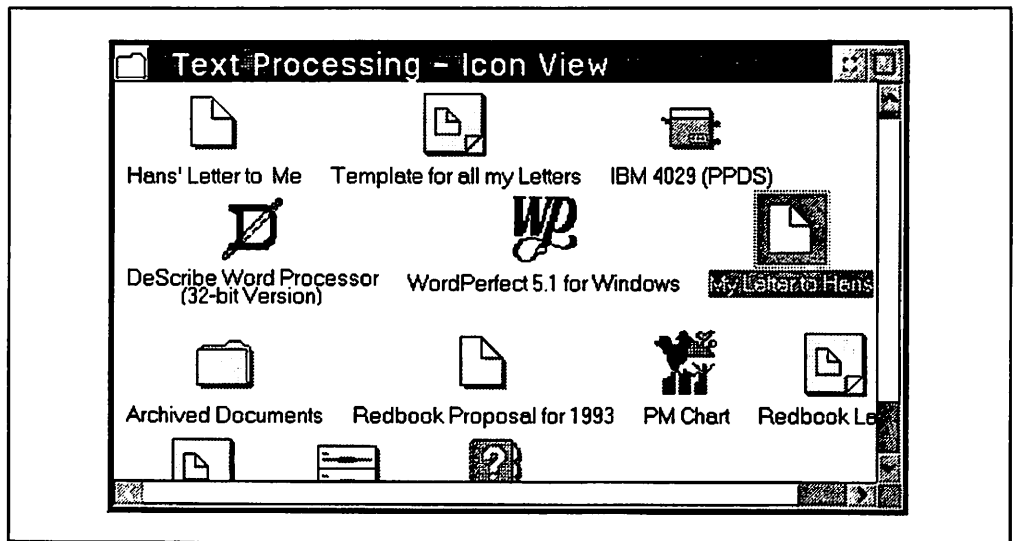 Text Processing - Icon View
Hans' Letter to Me
Template for all my Letters
IBM 4029 (PPDS)
DeScribe Word Processor
(32-bit Version)
WordPerfect 5.1 for Windows
My Letter to Hans
Archived Documents
Redbook Proposal for 1993
PM Chart
Redbook Le